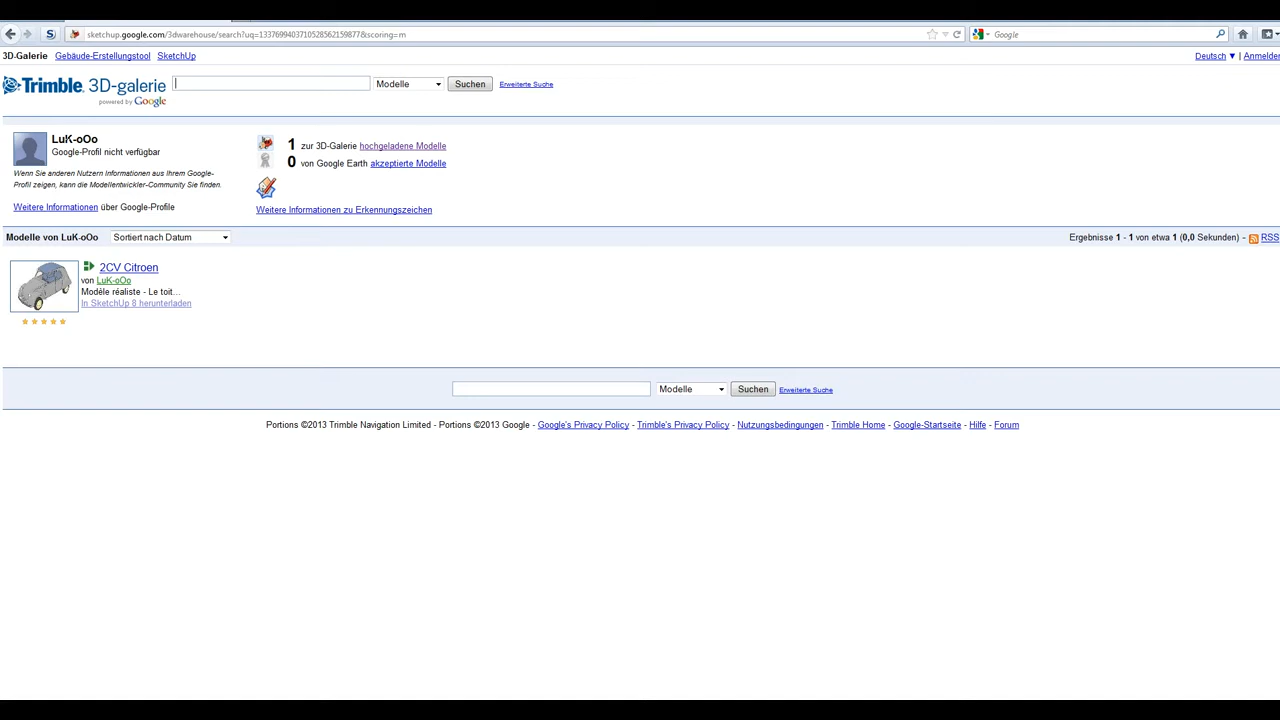 sketchup.google.com/3dwarehouse/search?uq=1337699403710528562159877&scoring=m
Google
3D-Galerie Gebäude-Erstellungstool SketchUp Deutsch ▼ | Anmelden
Trimble 3D-galerie Modelle Suchen Erweiterte Suche
powered by Google
LuK-oOo
Google-Profil nicht verfügbar
Wenn Sie anderen Nutzern Informationen aus Ihrem Google-
Profil zeigen, kann die Modellentwickler-Community Sie finden.
Weitere Informationen über Google-Profile
1 zur 3D-Galerie hochgeladene Modelle
0 von Google Earth akzeptierte Modelle
Weitere Informationen zu Erkennungszeichen
Modelle von LuK-oOo Sortiert nach Datum Ergebnisse 1 - 1 von etwa 1 (0,0 Sekunden) - RSS
2CV Citroen
von LuK-oOo
Modèle réaliste - Le toit...
In SketchUp 8 herunterladen
Modelle Suchen Erweiterte Suche
Portions ©2013 Trimble Navigation Limited - Portions ©2013 Google - Google's Privacy Policy - Trimble's Privacy Policy - Nutzungsbedingungen - Trimble Home - Google-Startseite - Hilfe - Forum